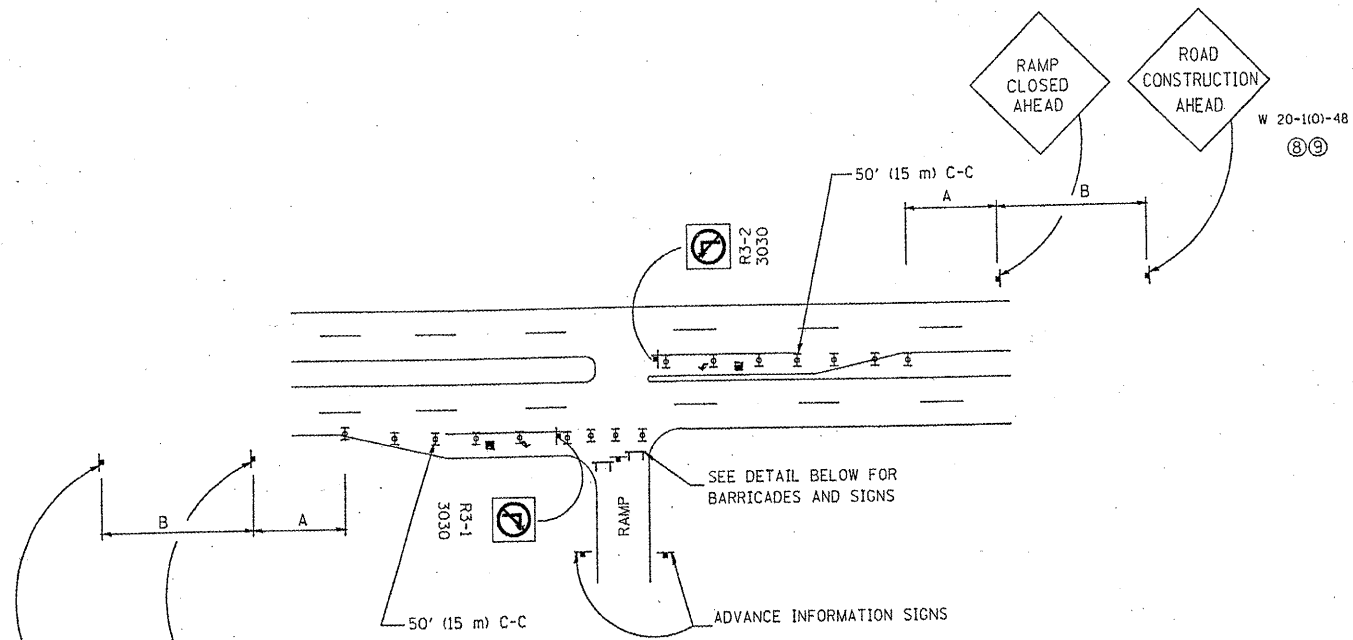 RAMP
CLOSED
AHEAD
ROAD
CONSTRUCTION
AHEAD
W 20-1(O)-48
⑧⑨
50' (15 m) C-C
A
B
R3-2
3030
SEE DETAIL BELOW FOR
BARRICADES AND SIGNS
B
A
R3-1
3030
RAMP
50' (15 m) C-C
ADVANCE INFORMATION SIGNS